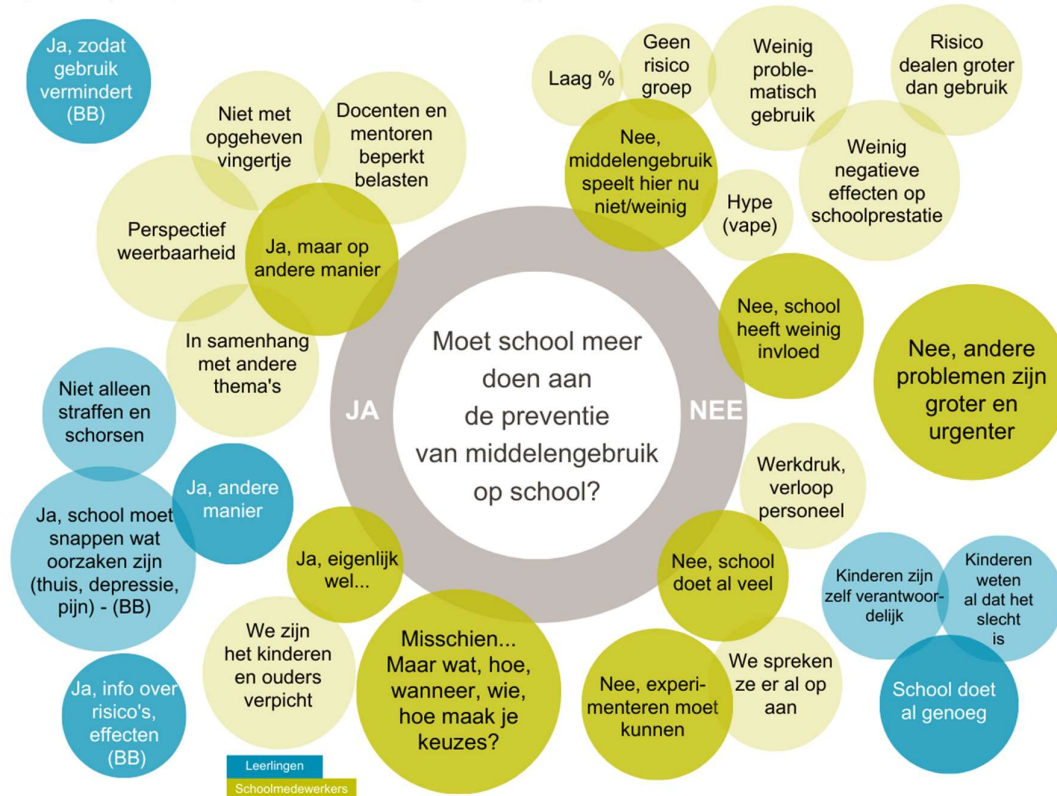 Ja, zodat
gebruik
vermindert
(BB)
Niet met
opgeheven
vingertje
Docenten en
mentoren
beperkt
belasten
Perspectief
weerbaarheid
Ja, maar op
andere manier
In samenhang
met andere
thema's
Niet alleen
straffen en
schorsen
Ja, andere
manier
Ja, school moet
snappen wat
oorzaken zijn
(thuis, depressie,
pijn) - (BB)
Ja, eigenlijk
wel...
We zijn
het kinderen
en ouders
verpicht
Ja, info over
risico's,
effecten
(BB)
Misschien...
Maar wat, hoe,
wanneer, wie,
hoe maak je
keuzes?
JA
Moet school meer
doen aan
de preventie
van middelengebruik
op school?
NEE
Laag %
Geen
risico
groep
Weinig
proble-
matisch
gebruik
Risico
dealen groter
dan gebruik
Nee,
middelengebruik
speelt hier nu
niet/weinig
Hype
(vape)
Weinig
negatieve
effecten op
schoolprestatie
Nee, school
heeft weinig
invloed
Nee, andere
problemen zijn
groter en
urgenter
Werkdruk,
verloop
personeel
Nee, school
doet al veel
We spreken
ze er al op
aan
Nee, experi-
menteren moet
kunnen
Kinderen zijn
zelf verantwoor-
delijk
Kinderen
weten
al dat het
slecht
is
School doet
al genoeg
Leerlingen
Schoolmedewerkers